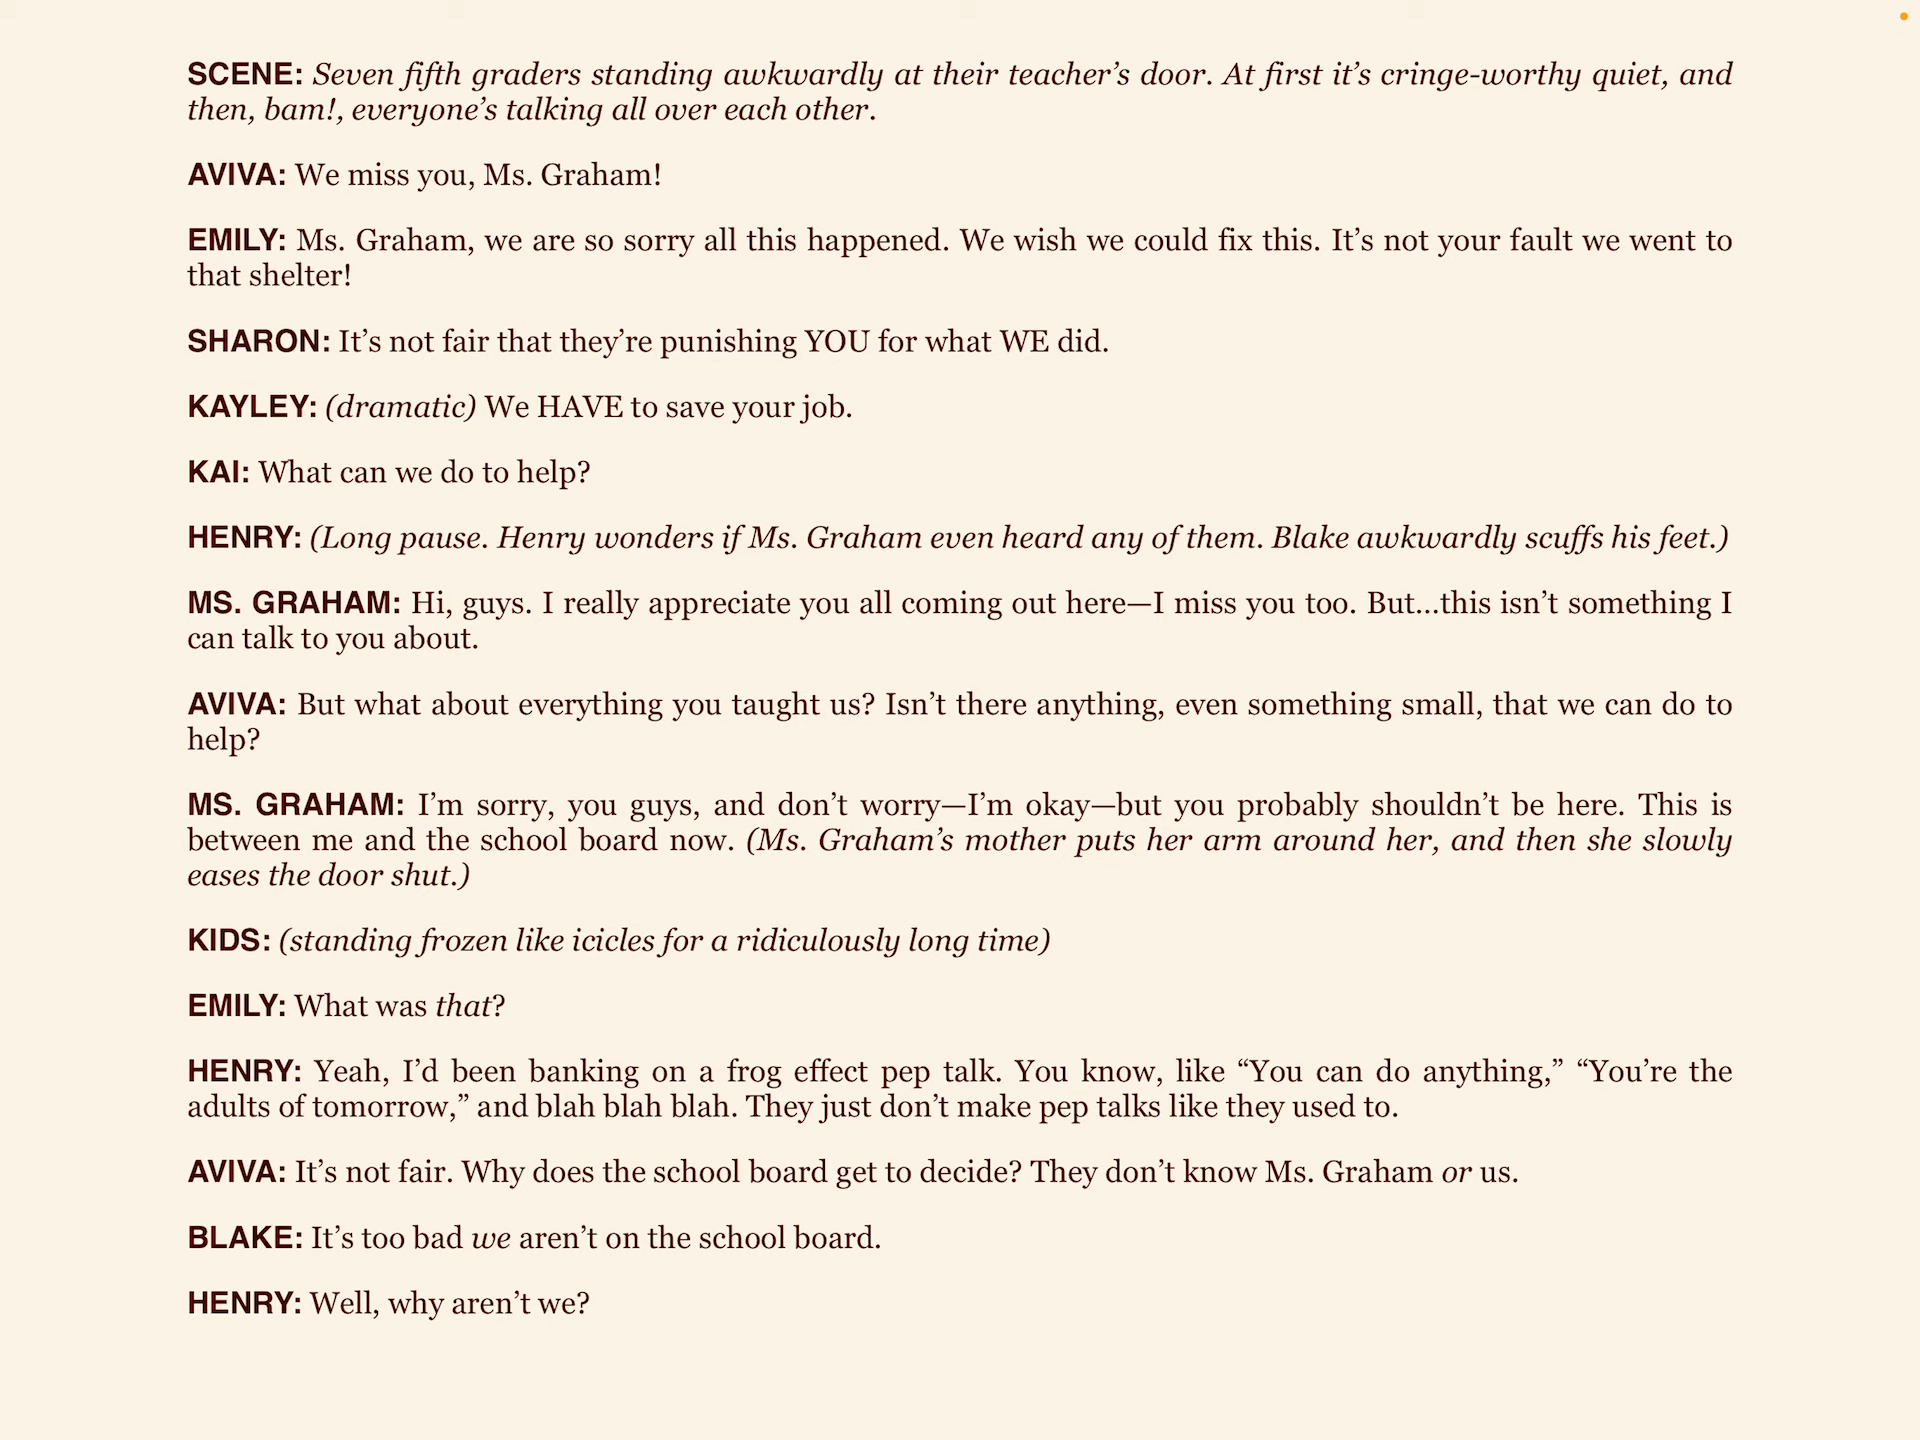 SCENE: Seven fifth graders standing awkwardly at their teacher’s door. At first it’s cringe-worthy quiet, and
then, bam!, everyone’s talking all over each other.
AVIVA: We miss you, Ms. Graham!
EMILY: Ms. Graham, we are so sorry all this happened. We wish we could fix this. It’s not your fault we went to
that shelter!
SHARON: It’s not fair that they’re punishing YOU for what WE did.
KAYLEY: (dramatic) We HAVE to save your job.
KAI: What can we do to help?
HENRY: (Long pause. Henry wonders if Ms. Graham even heard any of them. Blake awkwardly scuffs his feet.)
MS. GRAHAM: Hi, guys. I really appreciate you all coming out here—I miss you too. But…this isn’t something I
can talk to you about.
AVIVA: But what about everything you taught us? Isn’t there anything, even something small, that we can do to
help?
MS. GRAHAM: I’m sorry, you guys, and don’t worry—I’m okay—but you probably shouldn’t be here. This is
between me and the school board now. (Ms. Graham’s mother puts her arm around her, and then she slowly
eases the door shut.)
KIDS: (standing frozen like icicles for a ridiculously long time)
EMILY: What was that?
HENRY: Yeah, I’d been banking on a frog effect pep talk. You know, like “You can do anything,” “You’re the
adults of tomorrow,” and blah blah blah. They just don’t make pep talks like they used to.
AVIVA: It’s not fair. Why does the school board get to decide? They don’t know Ms. Graham or us.
BLAKE: It’s too bad we aren’t on the school board.
HENRY: Well, why aren’t we?